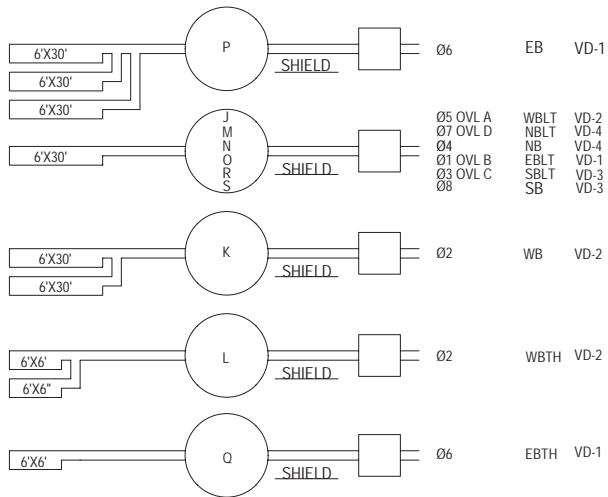 6'X30' P Ø6 EB VD-1
SHIELD
6'X30'
6'X30'
J Ø5 OVL A WBLT VD-2
M Ø7 OVL D NBLT VD-4
N Ø4 NB VD-4
6'X30' O Ø1 OVL B EBLT VD-1
R SHIELD Ø3 OVL C SBLT VD-3
S Ø8 SB VD-3
6'X30' K Ø2 WB VD-2
SHIELD
6'X30'
6'X6' L Ø2 WBTH VD-2
SHIELD
6'X6"
6'X6' Q Ø6 EBTH VD-1
SHIELD